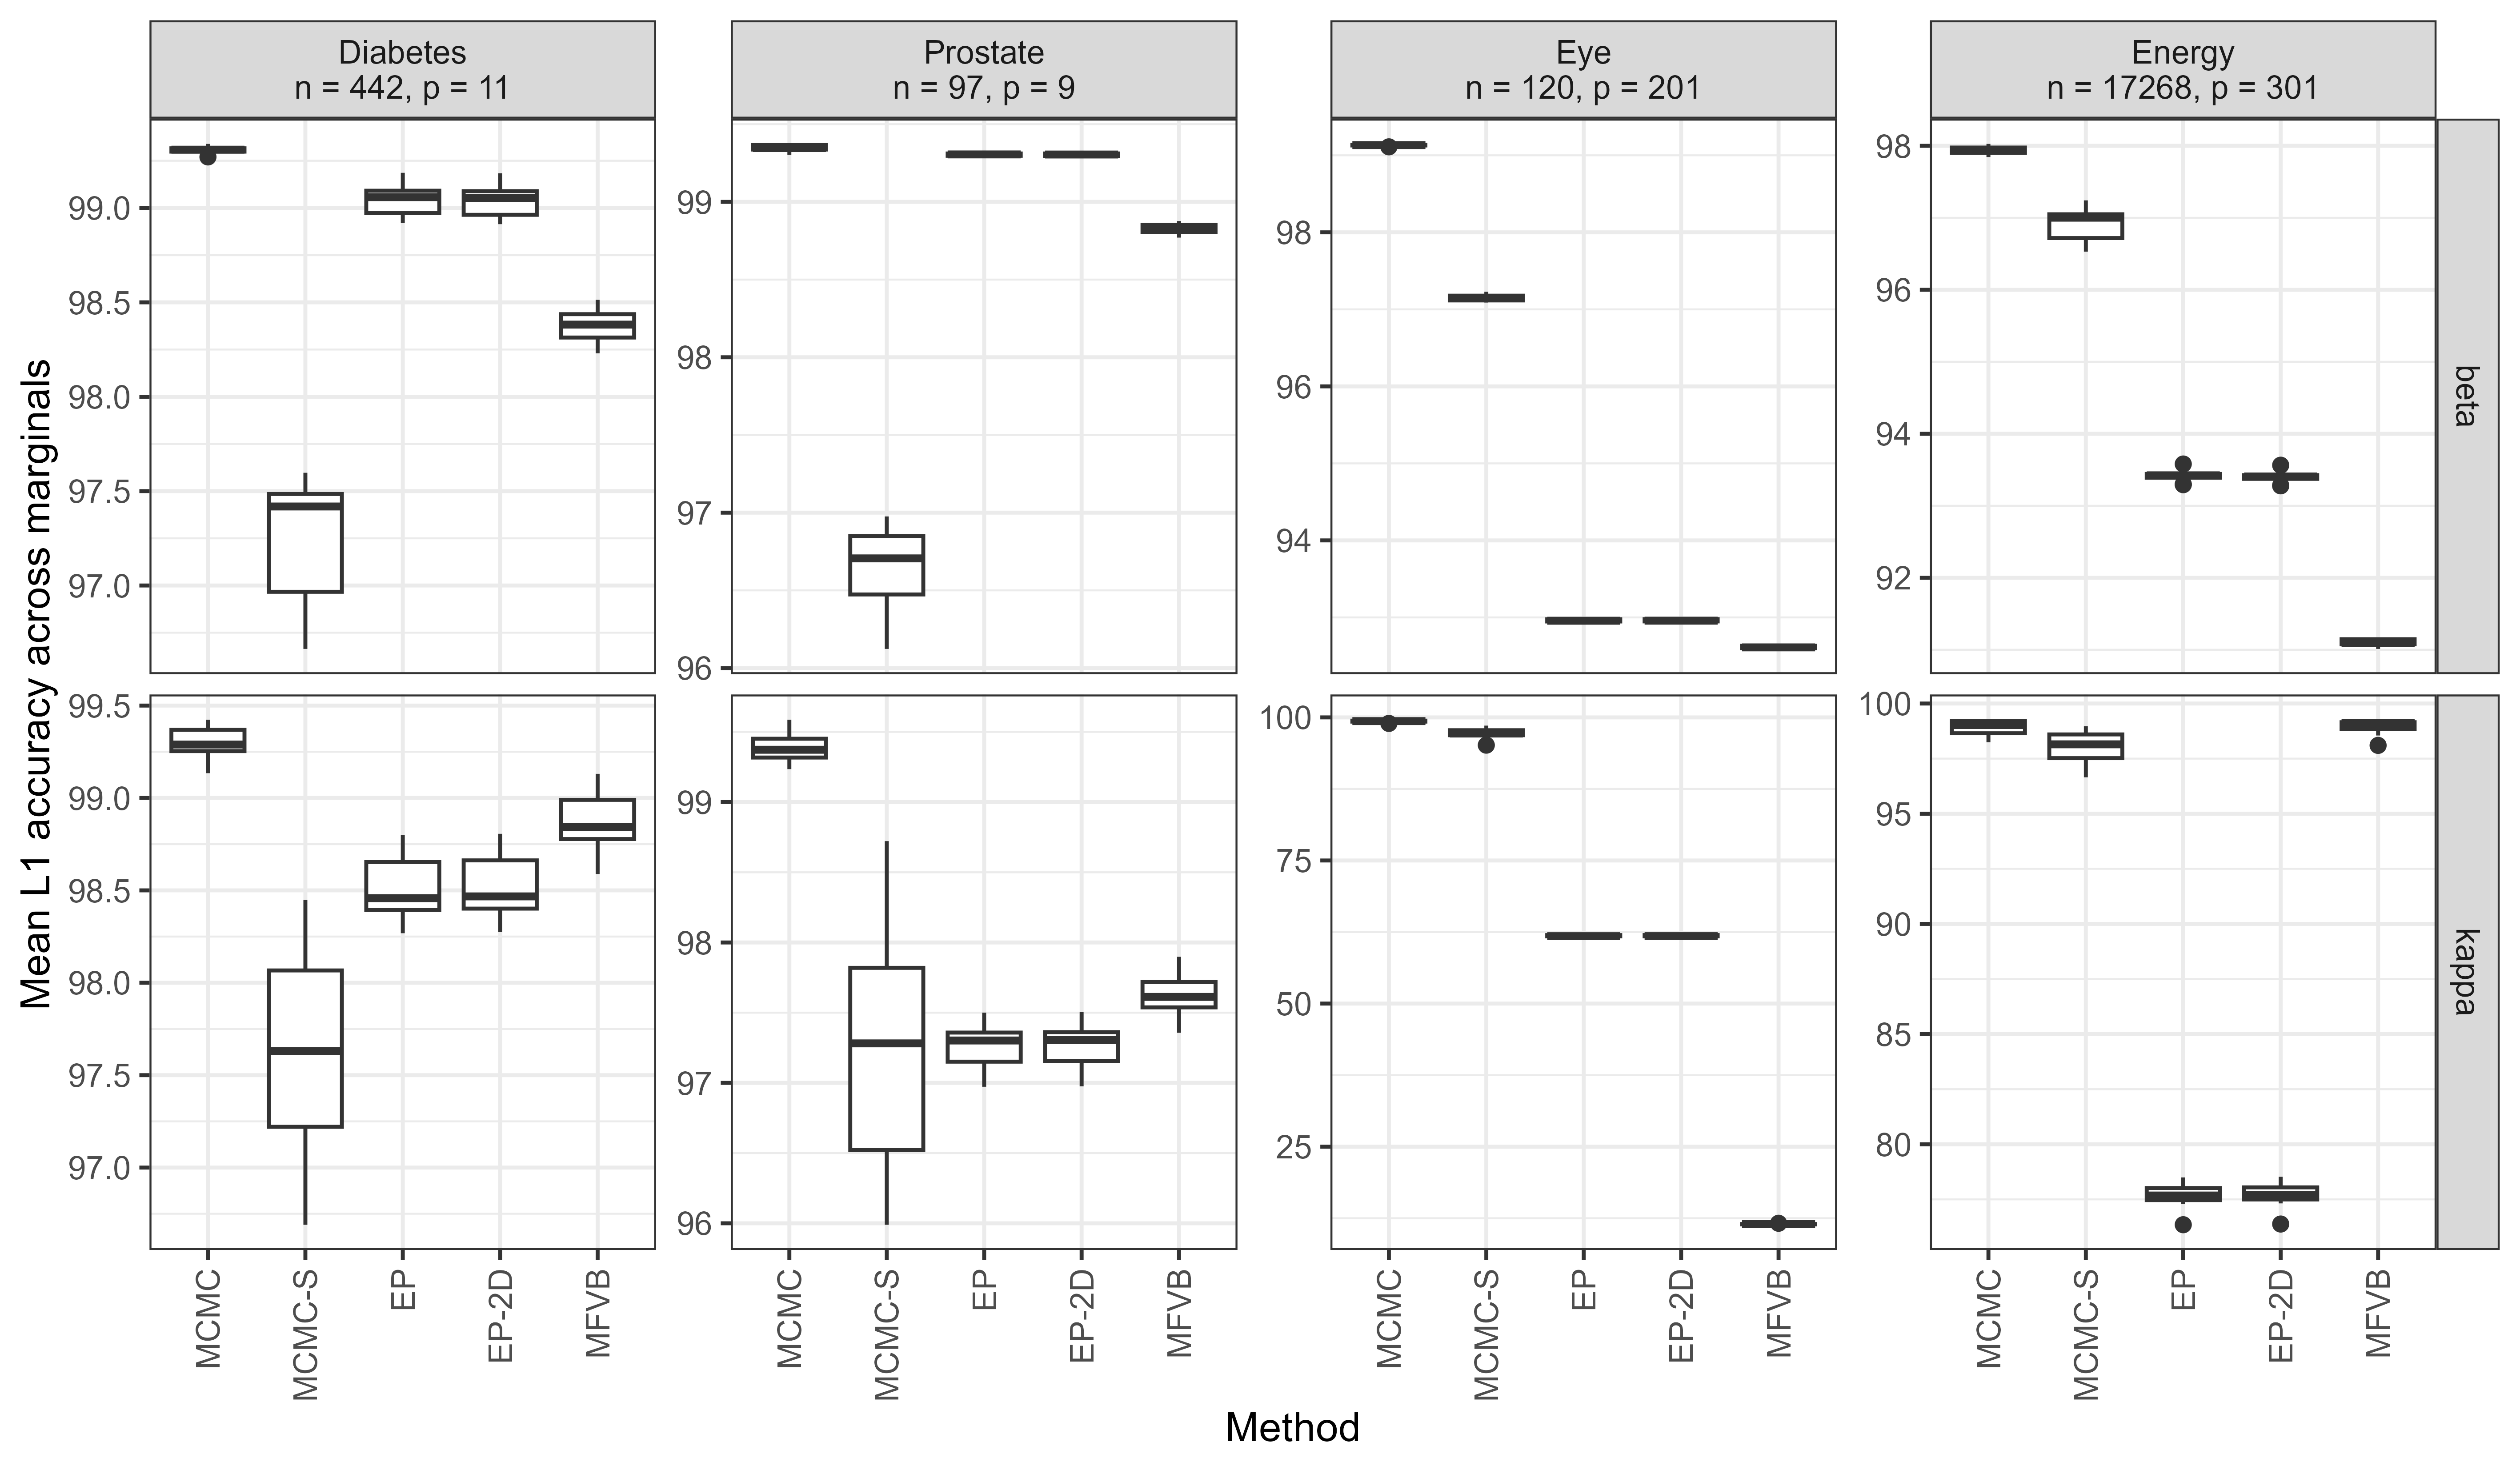 Diabetes
n = 442, p = 11
Prostate
n = 97, p = 9
Eye
n = 120, p = 201
Energy
n = 17268, p = 301
Mean L1 accuracy across marginals
99.0
98.5
98.0
97.5
97.0
99
98
97
96
98
96
94
98
96
94
92
beta
99.5
99.0
98.5
98.0
97.5
97.0
99
98
97
96
100
75
50
25
100
95
90
85
80
kappa
MCMC
MCMC-S
EP
EP-2D
MFVB
MCMC
MCMC-S
EP
EP-2D
MFVB
MCMC
MCMC-S
EP
EP-2D
MFVB
MCMC
MCMC-S
EP
EP-2D
MFVB
Method